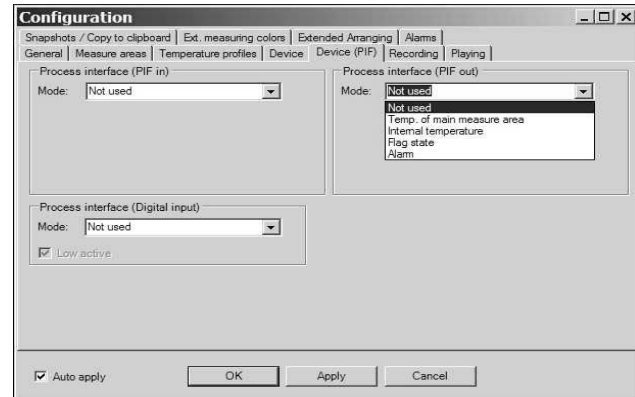 Configuration
Snapshots / Copy to clipboard Ext. measuring colors Extended Arranging Alarms
General Measure areas Temperature profiles Device Device (PIF) Recording Playing
Process interface (PIF in)
Mode: Not used
Process interface (PIF out)
Mode: Not used
Not used
Temp. of main measure area
Internal temperature
Flag state
Alarm
Process interface (Digital input)
Mode: Not used
Low active
Auto apply OK Apply Cancel